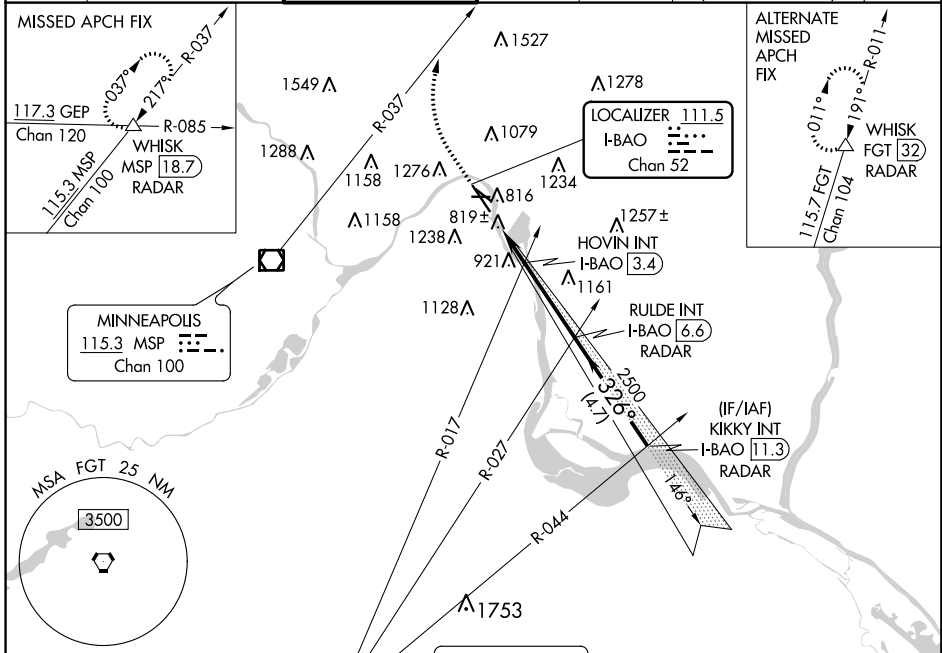 MISSED APCH FIX
R-037
037°
217°
117.3 GEP
Chan 120
R-085
WHISK
MSP 18.7
RADAR
115.3 MSP
Chan 100
1527
1549
1278
R-037
LOCALIZER 111.5
I-BAO
Chan 52
1079
1288
1158
1276
1234
816
1158
819±
1257±
1238
921
HOVIN INT
I-BAO 3.4
1161
1128
RULDE INT
I-BAO 6.6
RADAR
MINNEAPOLIS
115.3 MSP
Chan 100
2500
326°
(4.7)
(IF/IAF)
KIKKY INT
I-BAO 11.3
RADAR
R-017
R-027
R-044
146°
MSA FGT 25 NM
3500
1753
ALTERNATE
MISSED
APCH
FIX
R-011
011°
191°
WHISK
FGT 32
RADAR
115.7 FGT
Chan 104